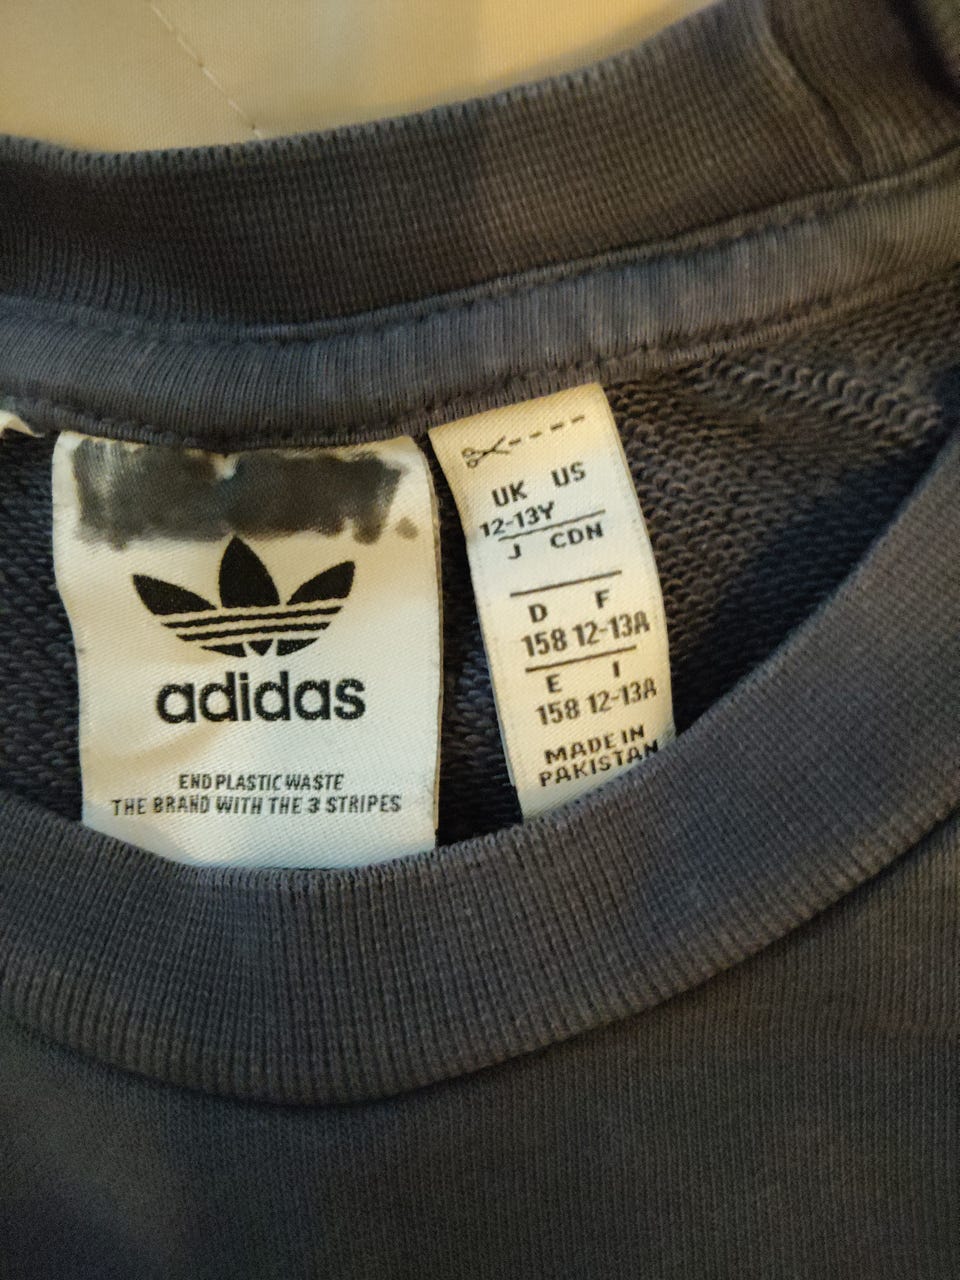 adidas
END PLASTIC WASTE
THE BRAND WITH THE 3 STRIPES
UK US
12-13Y
J CDN
D F
158 12-13A
E I
158 12-13A
MADE IN
PAKISTAN